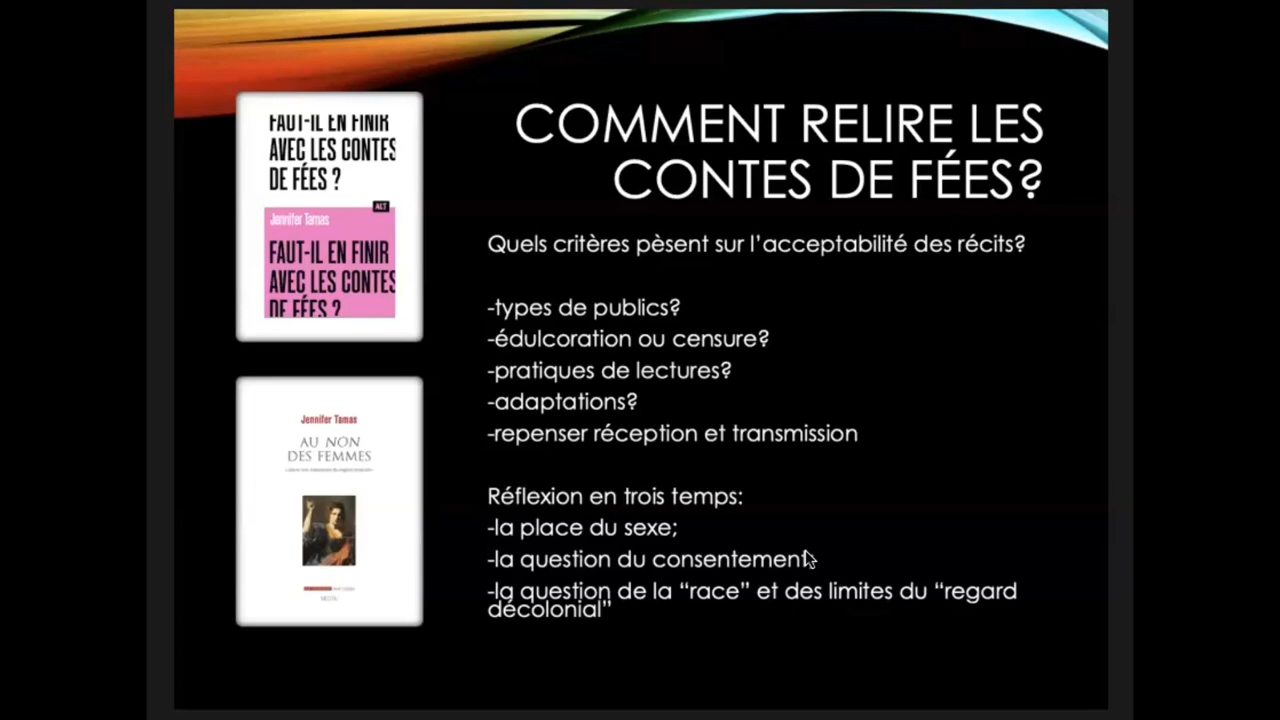 FAUT-IL EN FINIR
AVEC LES CONTES
DE FÉES ?
ALT
Jennifer Tamas
FAUT-IL EN FINIR
AVEC LES CONTES
DE FÉES ?
Jennifer Tamas
AU NON
DES FEMMES
COMMENT RELIRE LES
CONTES DE FÉES?
Quels critères pèsent sur l’acceptabilité des récits?
-types de publics?
-édulcoration ou censure?
-pratiques de lectures?
-adaptations?
-repenser réception et transmission
Réflexion en trois temps:
-la place du sexe;
-la question du consentement
-la question de la “race” et des limites du “regard
décolonial”